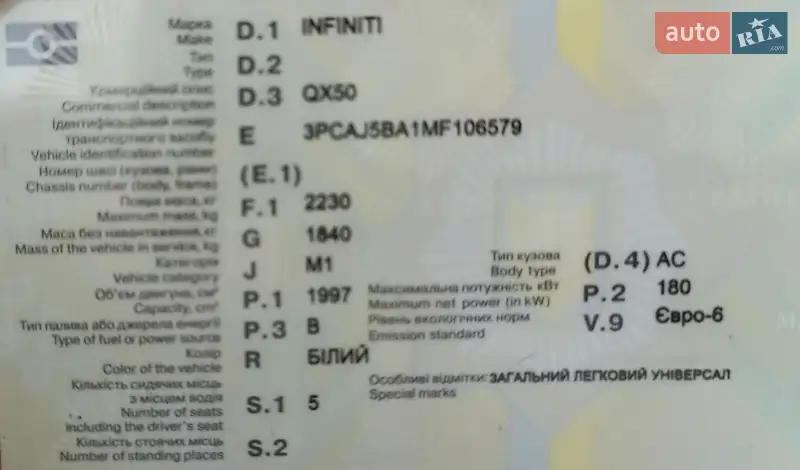 auto RIA.com
Марка
Make D.1 INFINITI
Тип
Type D.2
Комерційний опис
Commercial description D.3 QX50
Ідентифікаційний номер
транспортного засобу
Vehicle identification number E 3PCAJ5BA1MF106579
Номер шасі (кузова, рами)
Chassis number (body, frame) (E.1)
Повна маса, кг
Maximum mass, kg F.1 2230
Маса без навантаження, кг
Mass of the vehicle in service, kg G 1840
Категорія
Vehicle category J M1
Тип кузова
Body type (D.4) AC
Об'єм двигуна, см³
Capacity, cm³ P.1 1997
Максимальна потужність кВт
Maximum net power (in kW) P.2 180
Тип палива або джерела енергії
Type of fuel or power source P.3 B
Рівень екологічних норм
Emission standard V.9 Євро-6
Колір
Color of the vehicle R БІЛИЙ
Кількість сидячих місць
з місцем водія
Number of seats
including the driver's seat S.1 5
Особливі відмітки: ЗАГАЛЬНИЙ ЛЕГКОВИЙ УНІВЕРСАЛ
Special marks
Кількість стоячих місць
Number of standing places S.2